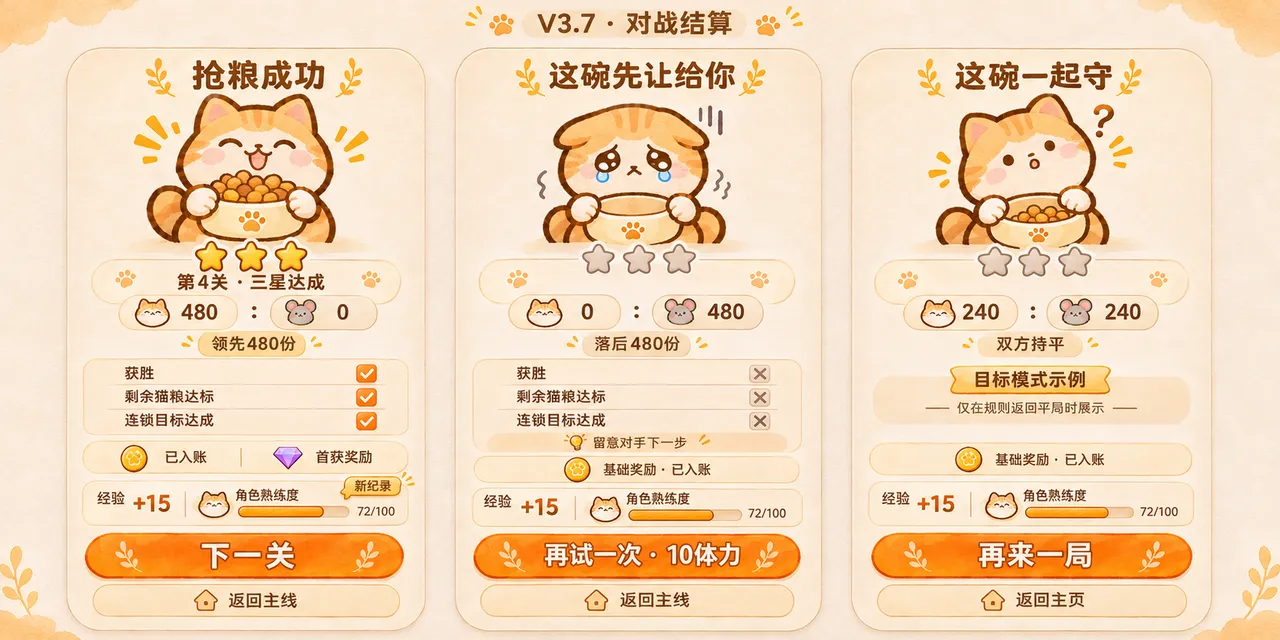 V3.7 · 对战结算
抢粮成功
第4关 · 三星达成
480 : 0
领先480份
获胜
剩余猫粮达标
连锁目标达成
已入账
首获奖励
新纪录
经验 +15
角色熟练度
72/100
下一关
返回主线
这碗先让给你
0 : 480
落后480份
获胜
剩余猫粮达标
连锁目标达成
留意对手下一步
基础奖励 · 已入账
经验 +15
角色熟练度
72/100
再试一次 · 10体力
返回主线
这碗一起守
?
240 : 240
双方持平
目标模式示例
仅在规则返回平局时展示
基础奖励 · 已入账
经验 +15
角色熟练度
72/100
再来一局
返回主页